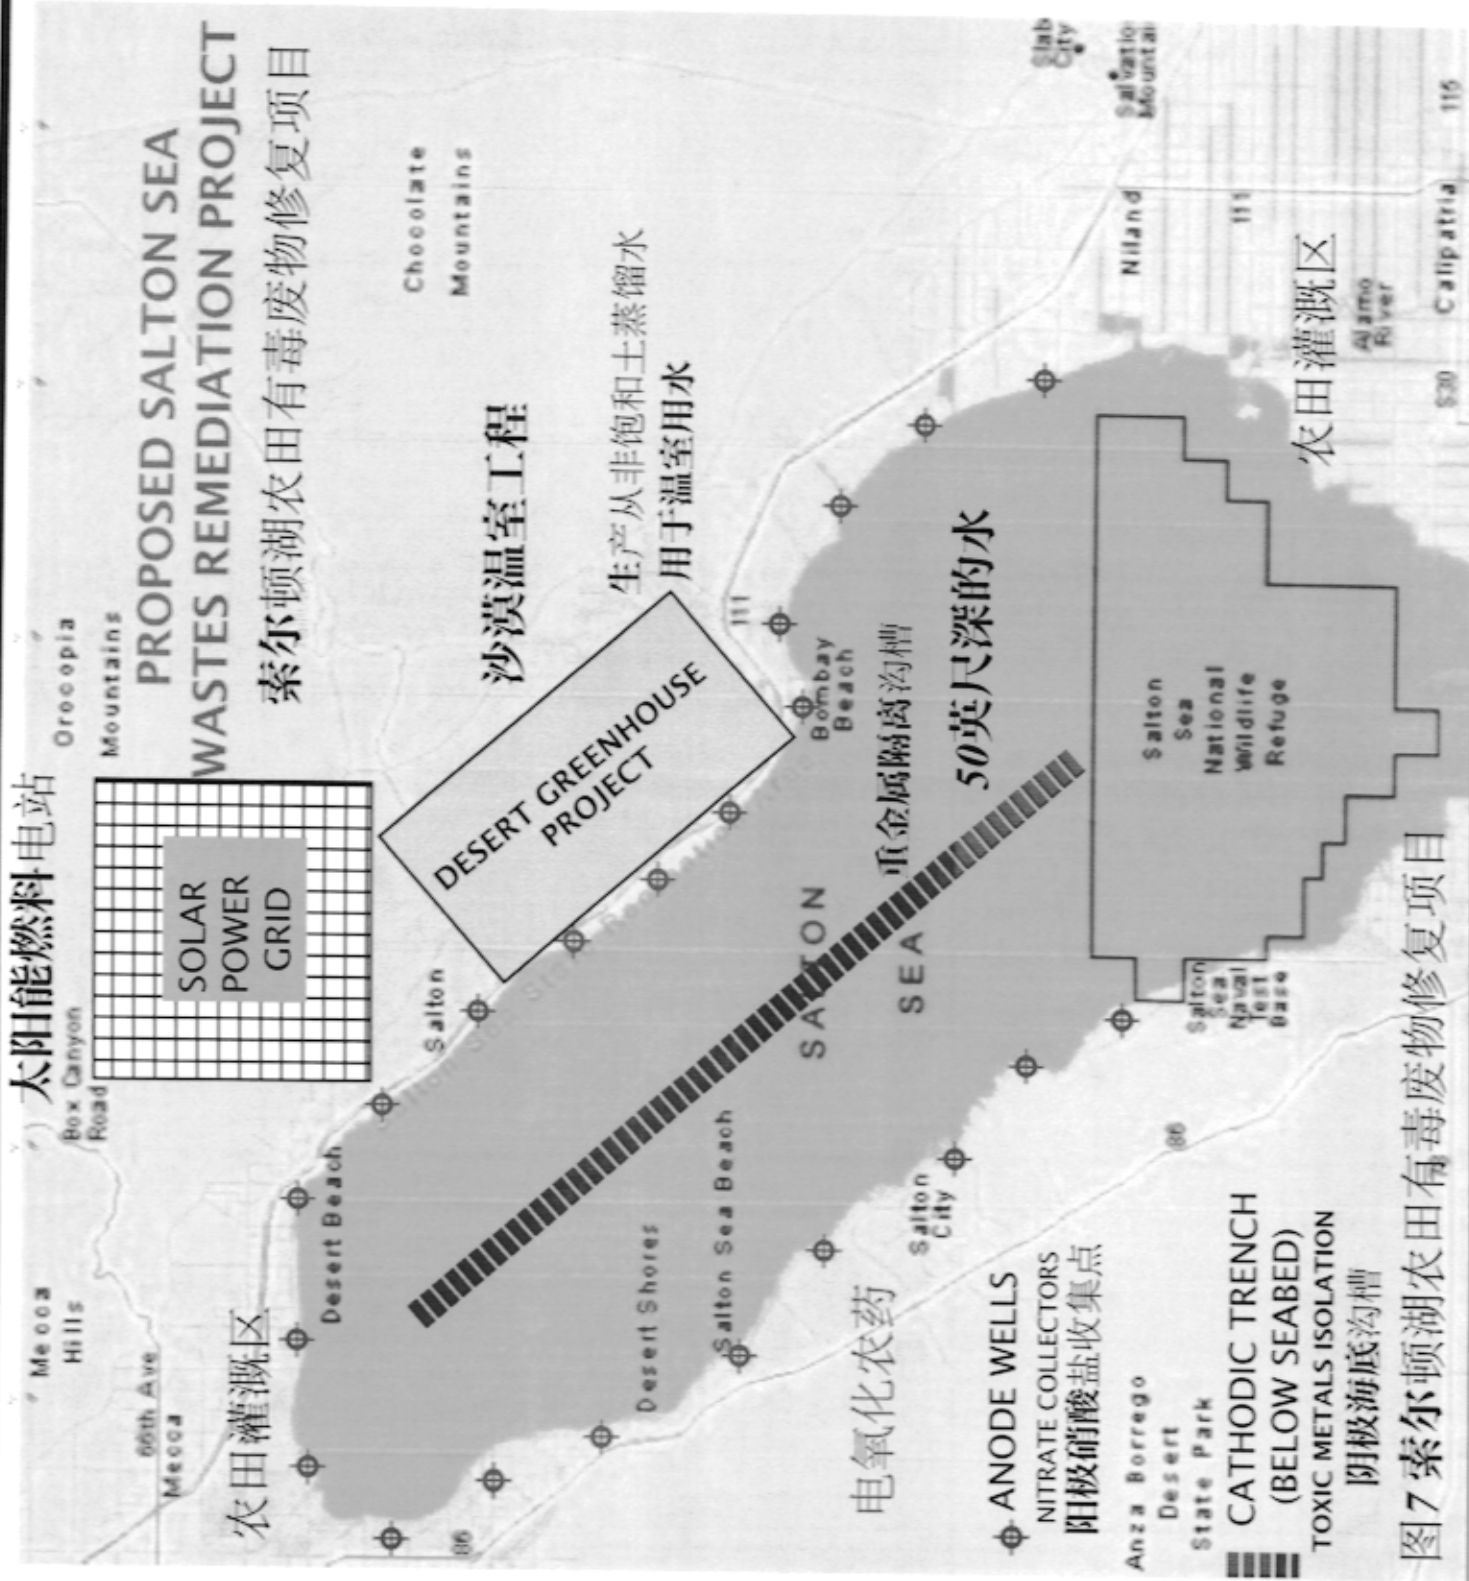 PROPOSED SALTON SEA
WASTES REMEDIATION PROJECT
索尔顿湖农田有毒废物修复项目
太阳能燃料电站
SOLAR
POWER
GRID
Box Canyon
Road
Orocopia
Mountains
Mecca
Hills
66th Ave
Mecca
农田灌溉区
Chocolate
Mountains
沙漠温室工程
生产从非饱和土蒸馏水
用于温室用水
DESERT GREENHOUSE
PROJECT
Salton
Desert Beach
111
Bombay
Beach
重金属隔离沟槽
50英尺深的水
SALTON
SEA
Desert Shores
Salton Sea Beach
Salton
City
86
86
Salton
Sea
National
Wildlife
Refuge
Salton
Sea
Naval
Test
Base
Slab
City
Salvation
Mountai
Niland
111
农田灌溉区
Alamo
River
S30
Calipatria
115
电氧化农药
ANODE WELLS
NITRATE COLLECTORS
阳极硝酸盐收集点
Anza Borrego
Desert
State Park
CATHODIC TRENCH
(BELOW SEABED)
TOXIC METALS ISOLATION
阴极海底沟槽
图7 索尔顿湖农田有毒废物修复项目